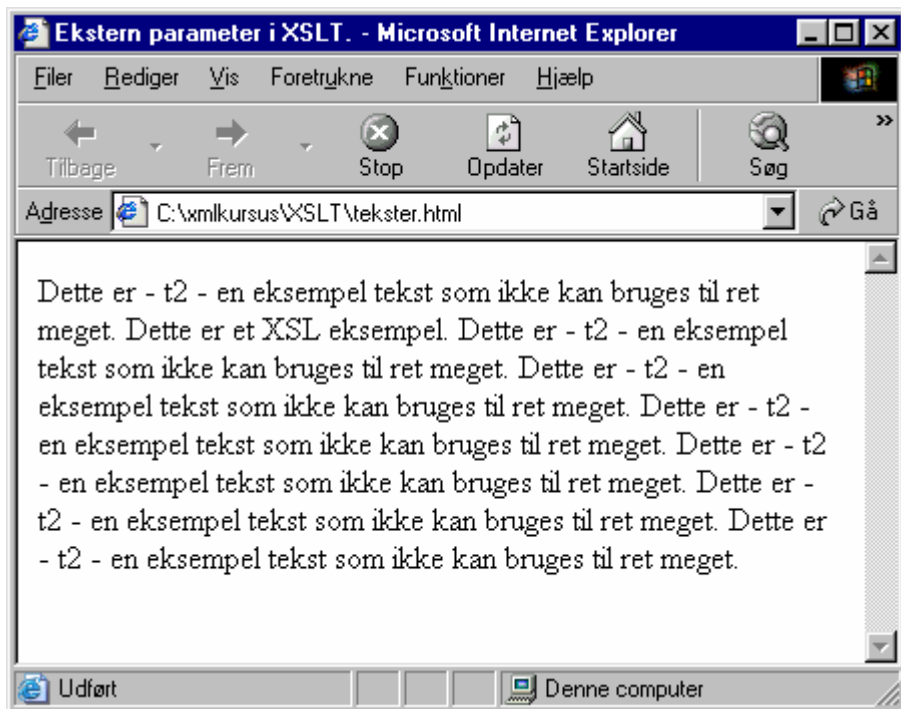 Ekstern parameter i XSLT. - Microsoft Internet Explorer
Filer Rediger Vis Foretrukne Funktioner Hjælp
Tilbage Frem Stop Opdater Startside Søg »
Adresse C:\xmlkursus\XSLT\tekster.html Gå
Dette er - t2 - en eksempel tekst som ikke kan bruges til ret
meget. Dette er et XSL eksempel. Dette er - t2 - en eksempel
tekst som ikke kan bruges til ret meget. Dette er - t2 - en
eksempel tekst som ikke kan bruges til ret meget. Dette er - t2 -
en eksempel tekst som ikke kan bruges til ret meget. Dette er - t2
- en eksempel tekst som ikke kan bruges til ret meget. Dette er -
t2 - en eksempel tekst som ikke kan bruges til ret meget. Dette er
- t2 - en eksempel tekst som ikke kan bruges til ret meget.
Udført Denne computer